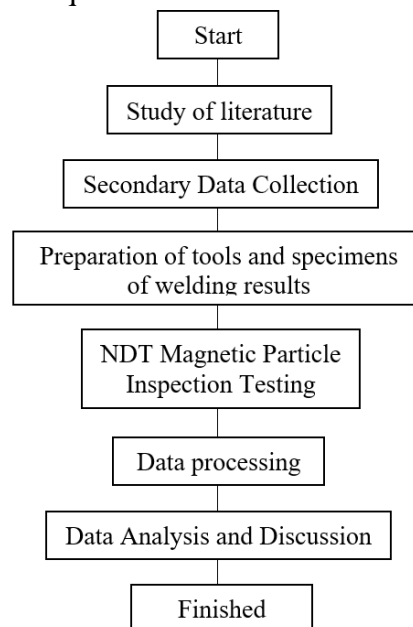 Start
Study of literature
Secondary Data Collection
Preparation of tools and specimens
of welding results
NDT Magnetic Particle
Inspection Testing
Data processing
Data Analysis and Discussion
Finished